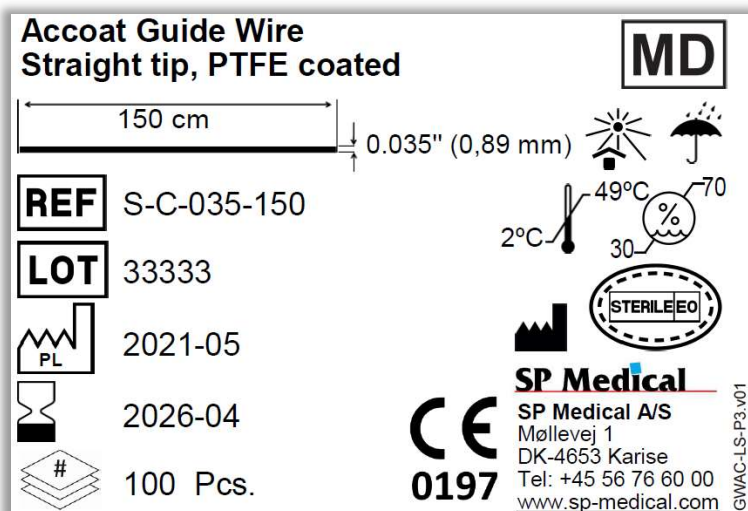 Accoat Guide Wire
Straight tip, PTFE coated
MD
150 cm
0.035" (0,89 mm)
REF S-C-035-150
49ºC
2ºC
70
%
30
LOT 33333
STERILE EO
PL 2021-05
2026-04
# 100 Pcs.
CE
0197
SP Medical
SP Medical A/S
Møllevej 1
DK-4653 Karise
Tel: +45 56 76 60 00
www.sp-medical.com
GWAC-LS-P3.v01